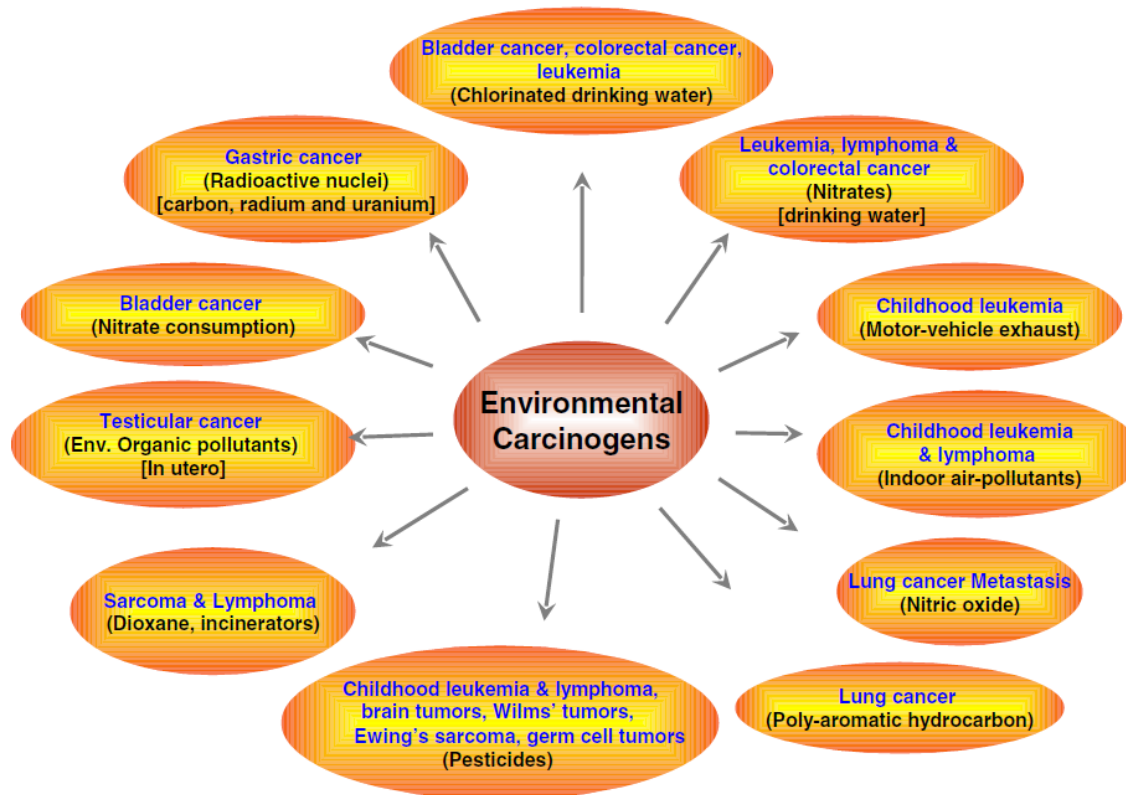 Bladder cancer, colorectal cancer,
leukemia
(Chlorinated drinking water)
Gastric cancer
(Radioactive nuclei)
[carbon, radium and uranium]
Leukemia, lymphoma &
colorectal cancer
(Nitrates)
[drinking water]
Bladder cancer
(Nitrate consumption)
Childhood leukemia
(Motor-vehicle exhaust)
Environmental
Carcinogens
Testicular cancer
(Env. Organic pollutants)
[In utero]
Childhood leukemia
& lymphoma
(Indoor air-pollutants)
Sarcoma & Lymphoma
(Dioxane, incinerators)
Lung cancer Metastasis
(Nitric oxide)
Childhood leukemia & lymphoma,
brain tumors, Wilms' tumors,
Ewing's sarcoma, germ cell tumors
(Pesticides)
Lung cancer
(Poly-aromatic hydrocarbon)